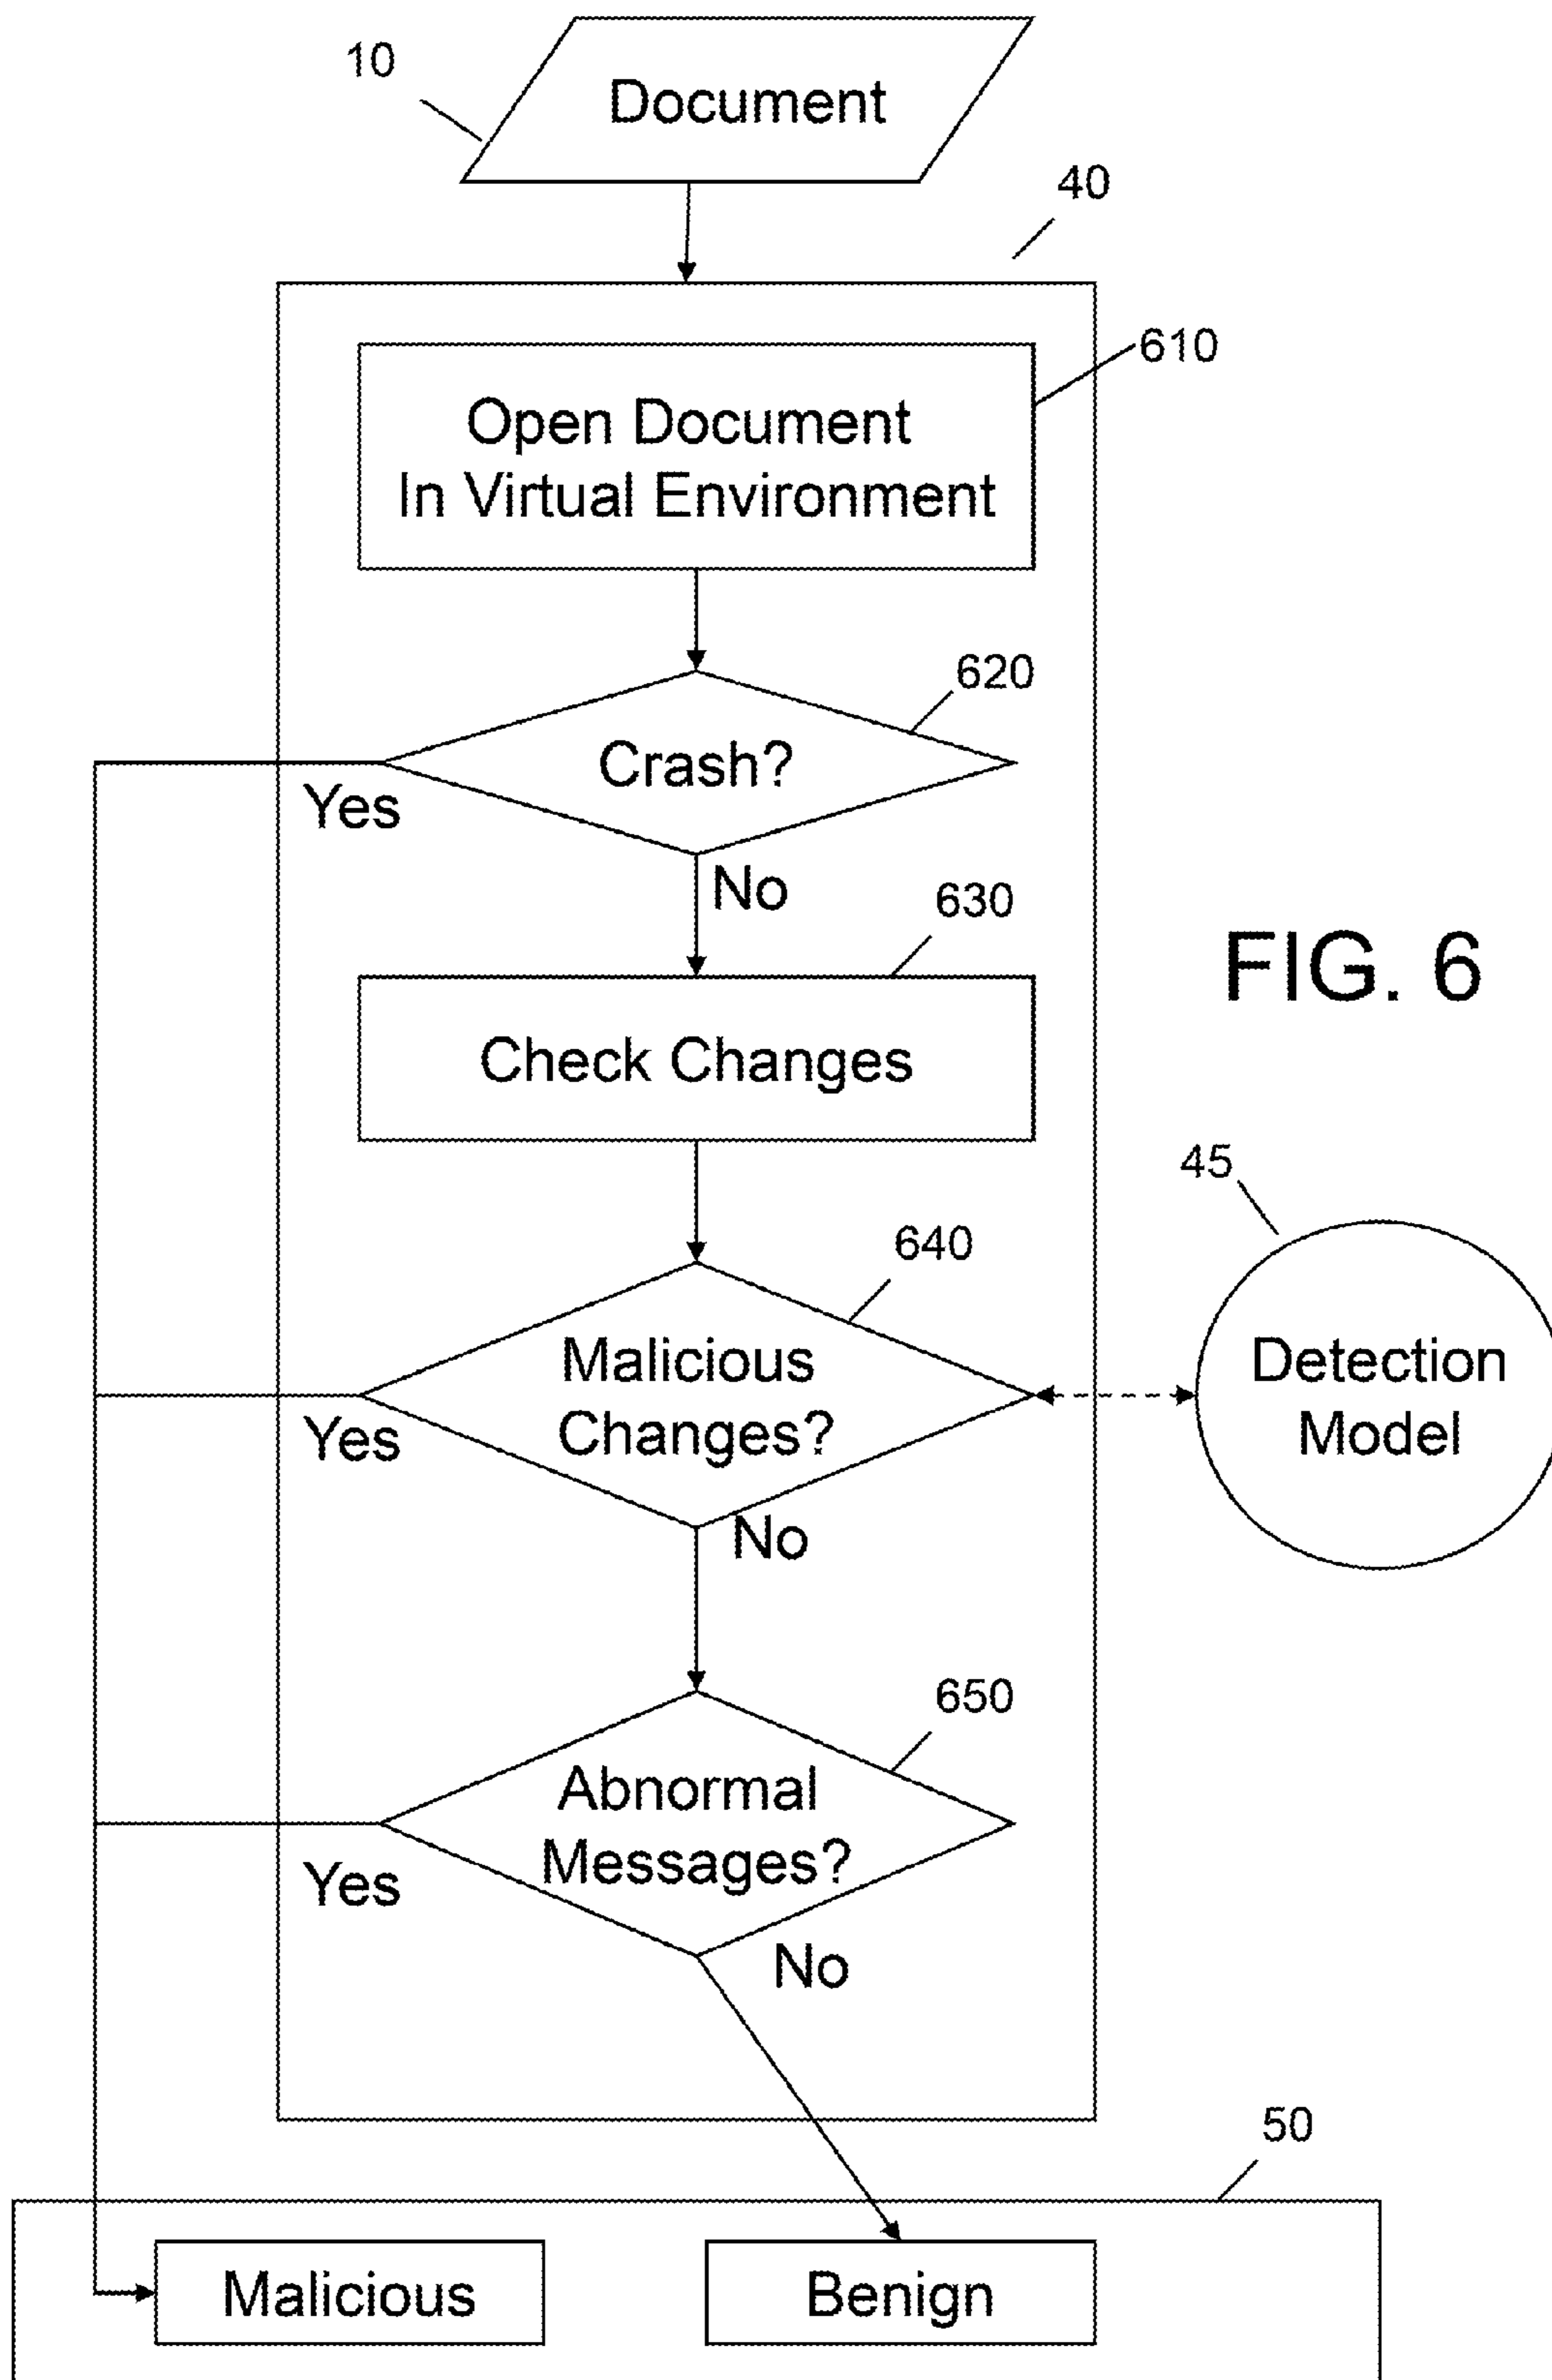 10
Document
40
610
Open Document
In Virtual Environment
620
Crash?
Yes
No
630
FIG. 6
Check Changes
45
640
Malicious
Changes?
Detection
Model
Yes
No
650
Abnormal
Messages?
Yes
No
50
Malicious
Benign